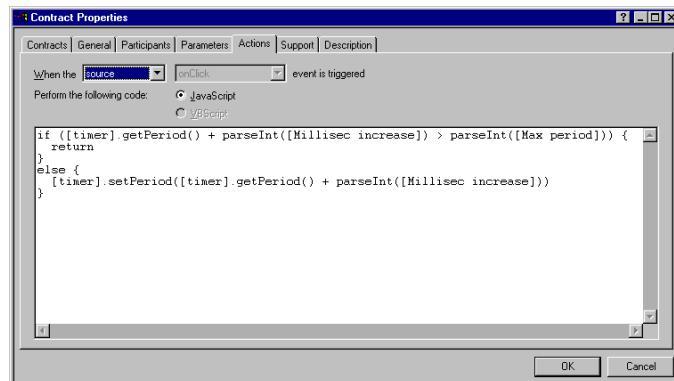 Contract Properties
Contracts General Participants Parameters Actions Support Description
When the source onClick event is triggered
Perform the following code: JavaScript
VBScript
if ([timer].getPeriod() + parseInt([Millisec increase]) > parseInt([Max period])) {
return
}
else {
[timer].setPeriod([timer].getPeriod() + parseInt([Millisec increase]))
}
OK Cancel